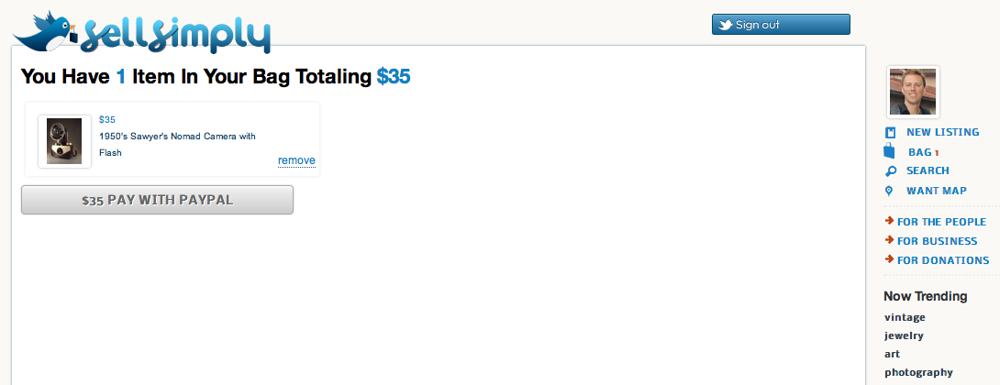 sellsimply
Sign out
You Have 1 Item In Your Bag Totaling $35
$35
1950's Sawyer's Nomad Camera with
Flash
remove
$35 PAY WITH PAYPAL
NEW LISTING
BAG 1
SEARCH
WANT MAP
FOR THE PEOPLE
FOR BUSINESS
FOR DONATIONS
Now Trending
vintage
jewelry
art
photography